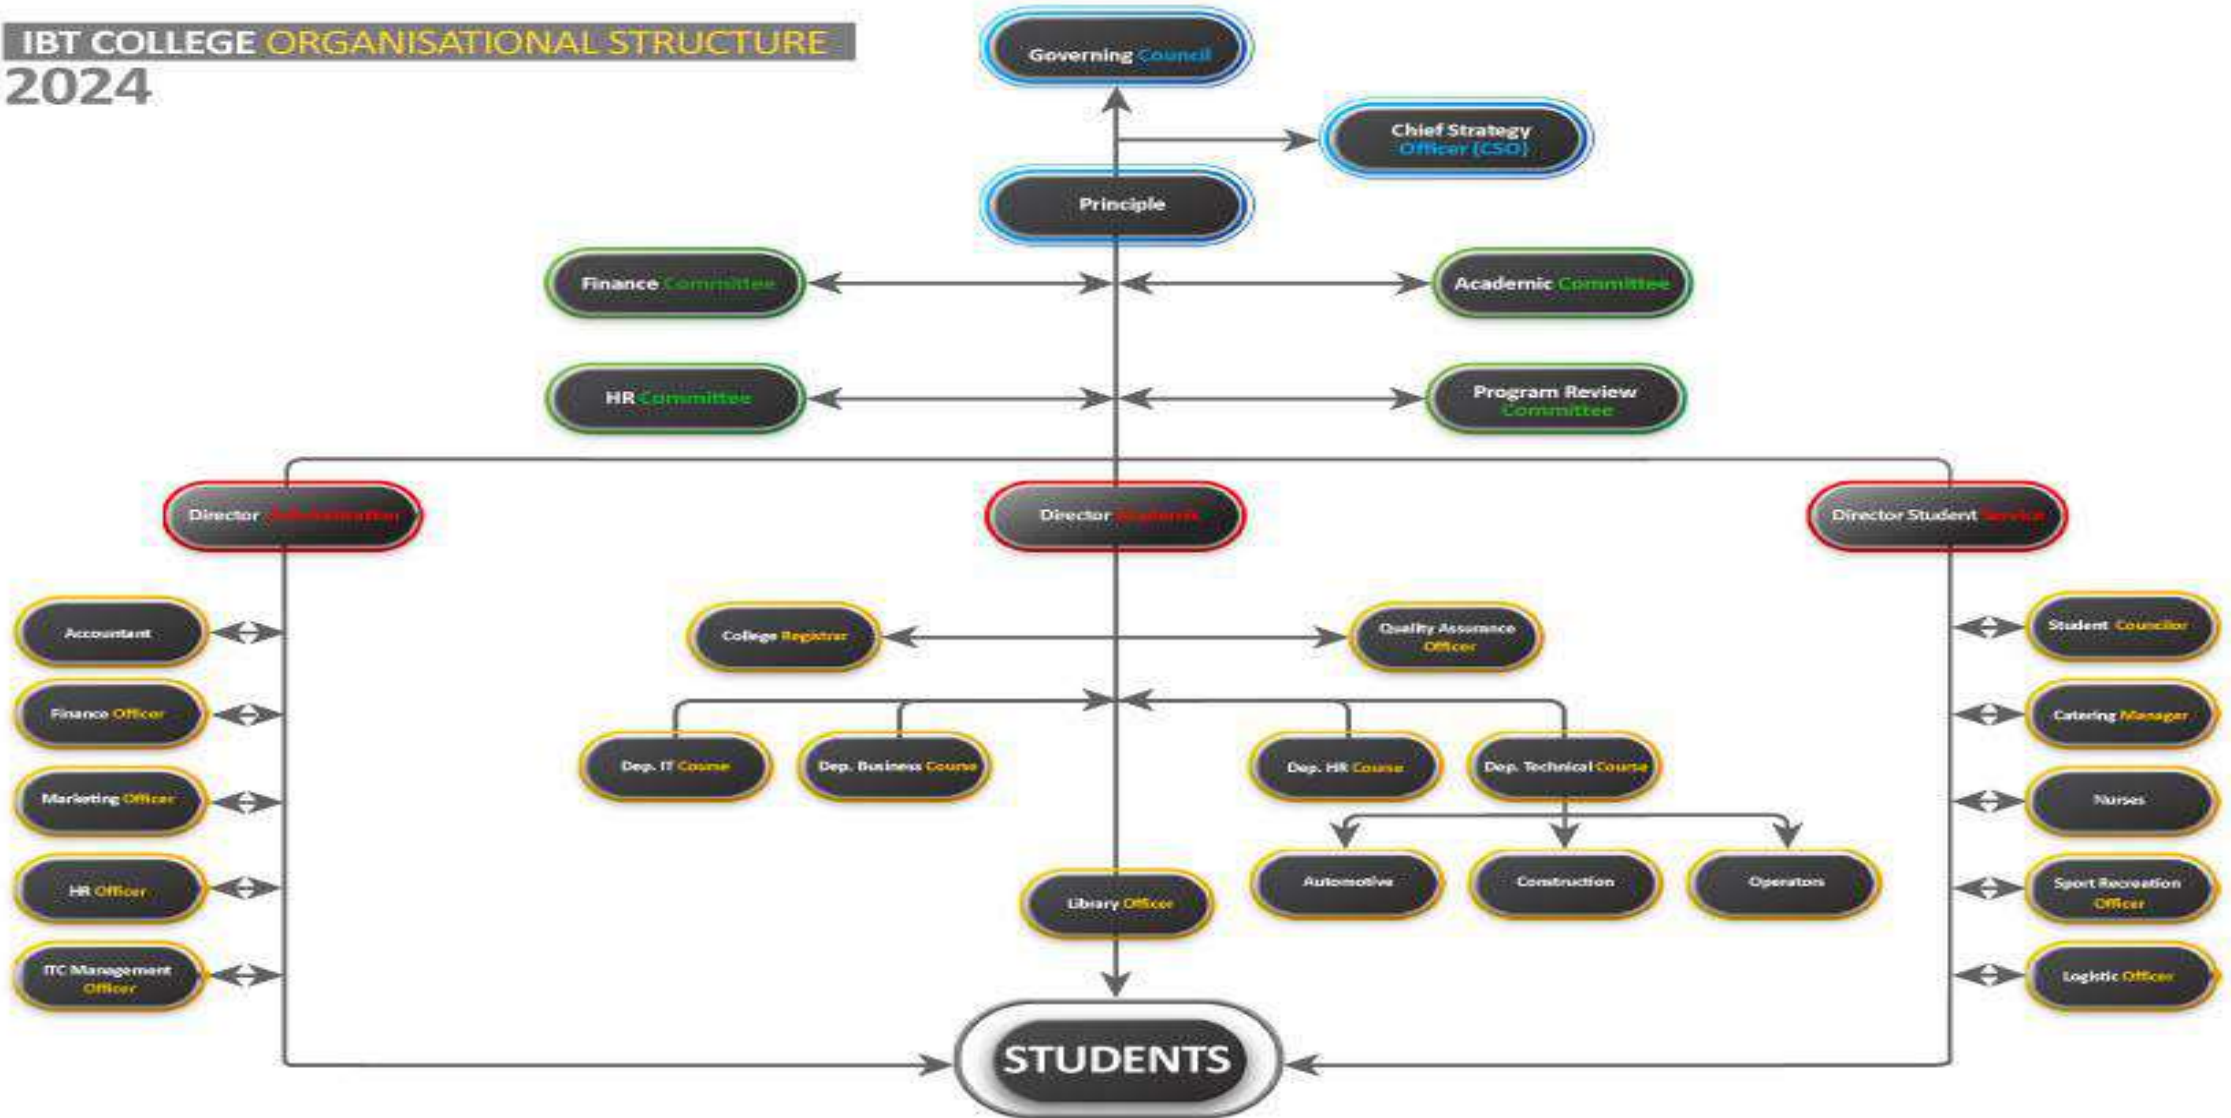 IBT COLLEGE ORGANISATIONAL STRUCTURE
2024
Governing Council
Chief Strategy
Officer (CSO)
Principle
Finance Committee
Academic Committee
HR Committee
Program Review
Committee
Director
Director Academic
Director Student Service
Accountant
College Registrar
Quality Assurance
Officer
Student Councilor
Finance Officer
Catering Manager
Dep. IT Course
Dep. Business Course
Dep. HR Course
Dep. Technical Course
Marketing Officer
Nurses
HR Officer
Library Officer
Automotive
Construction
Operators
Sport Recreation
Officer
ITC Management
Officer
Logistic Officer
STUDENTS